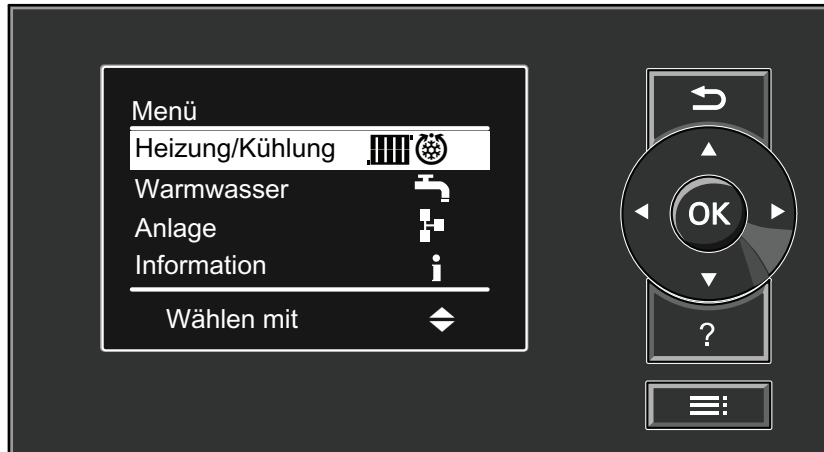 Menü
Heizung/Kühlung
Warmwasser
Anlage
Information
Wählen mit
OK
?